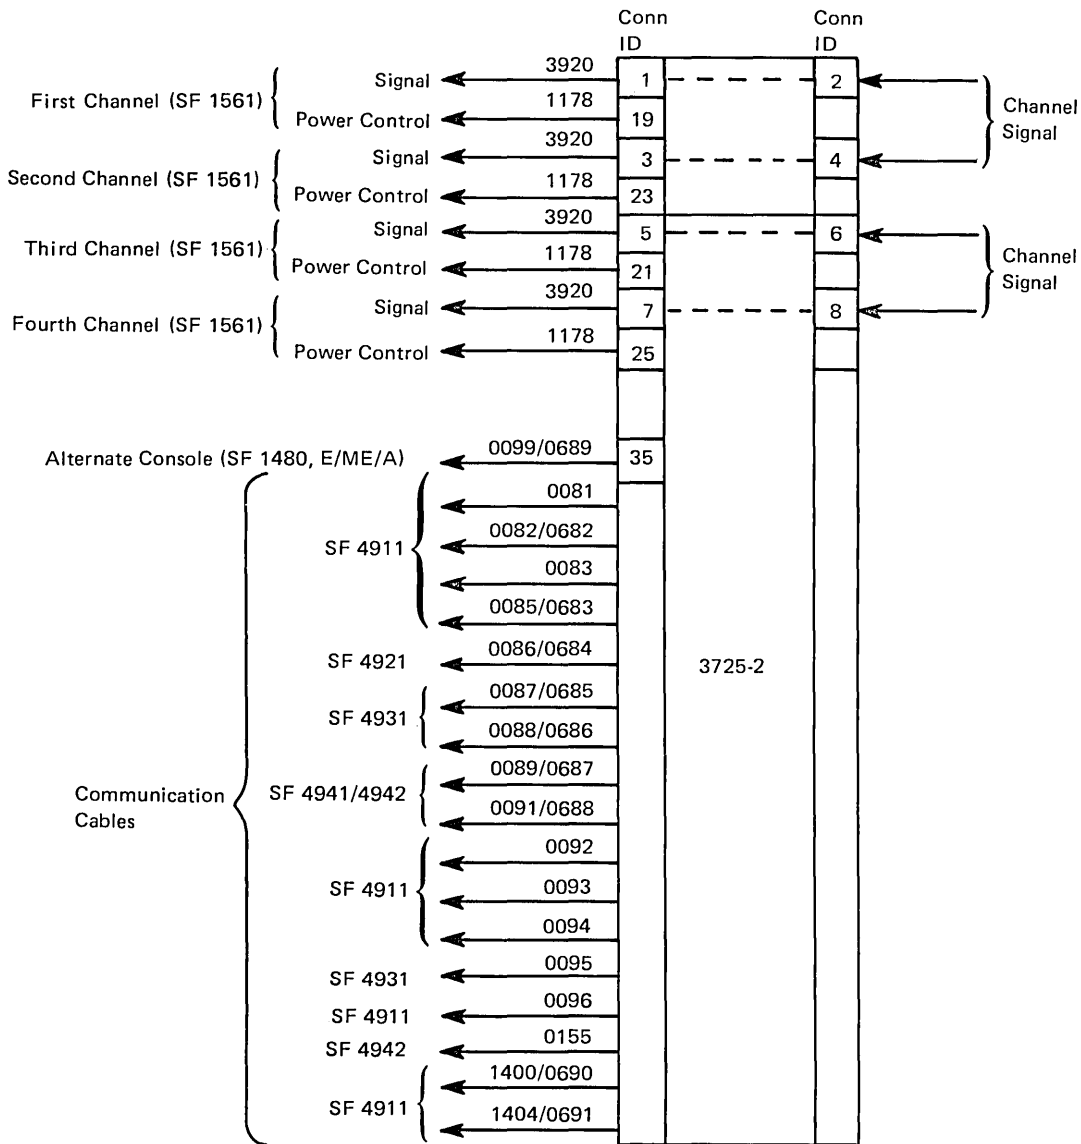 Conn ID
Conn ID
First Channel (SF 1561)
Signal 3920 1 2
Power Control 1178 19
Channel Signal
Second Channel (SF 1561)
Signal 3920 3 4
Power Control 1178 23
Third Channel (SF 1561)
Signal 3920 5 6
Power Control 1178 21
Channel Signal
Fourth Channel (SF 1561)
Signal 3920 7 8
Power Control 1178 25
Alternate Console (SF 1480, E/ME/A) 0099/0689 35
Communication Cables
SF 4911
0081
0082/0682
0083
0085/0683
SF 4921 0086/0684
3725-2
SF 4931
0087/0685
0088/0686
SF 4941/4942
0089/0687
0091/0688
SF 4911
0092
0093
0094
SF 4931 0095
SF 4911 0096
SF 4942 0155
SF 4911
1400/0690
1404/0691